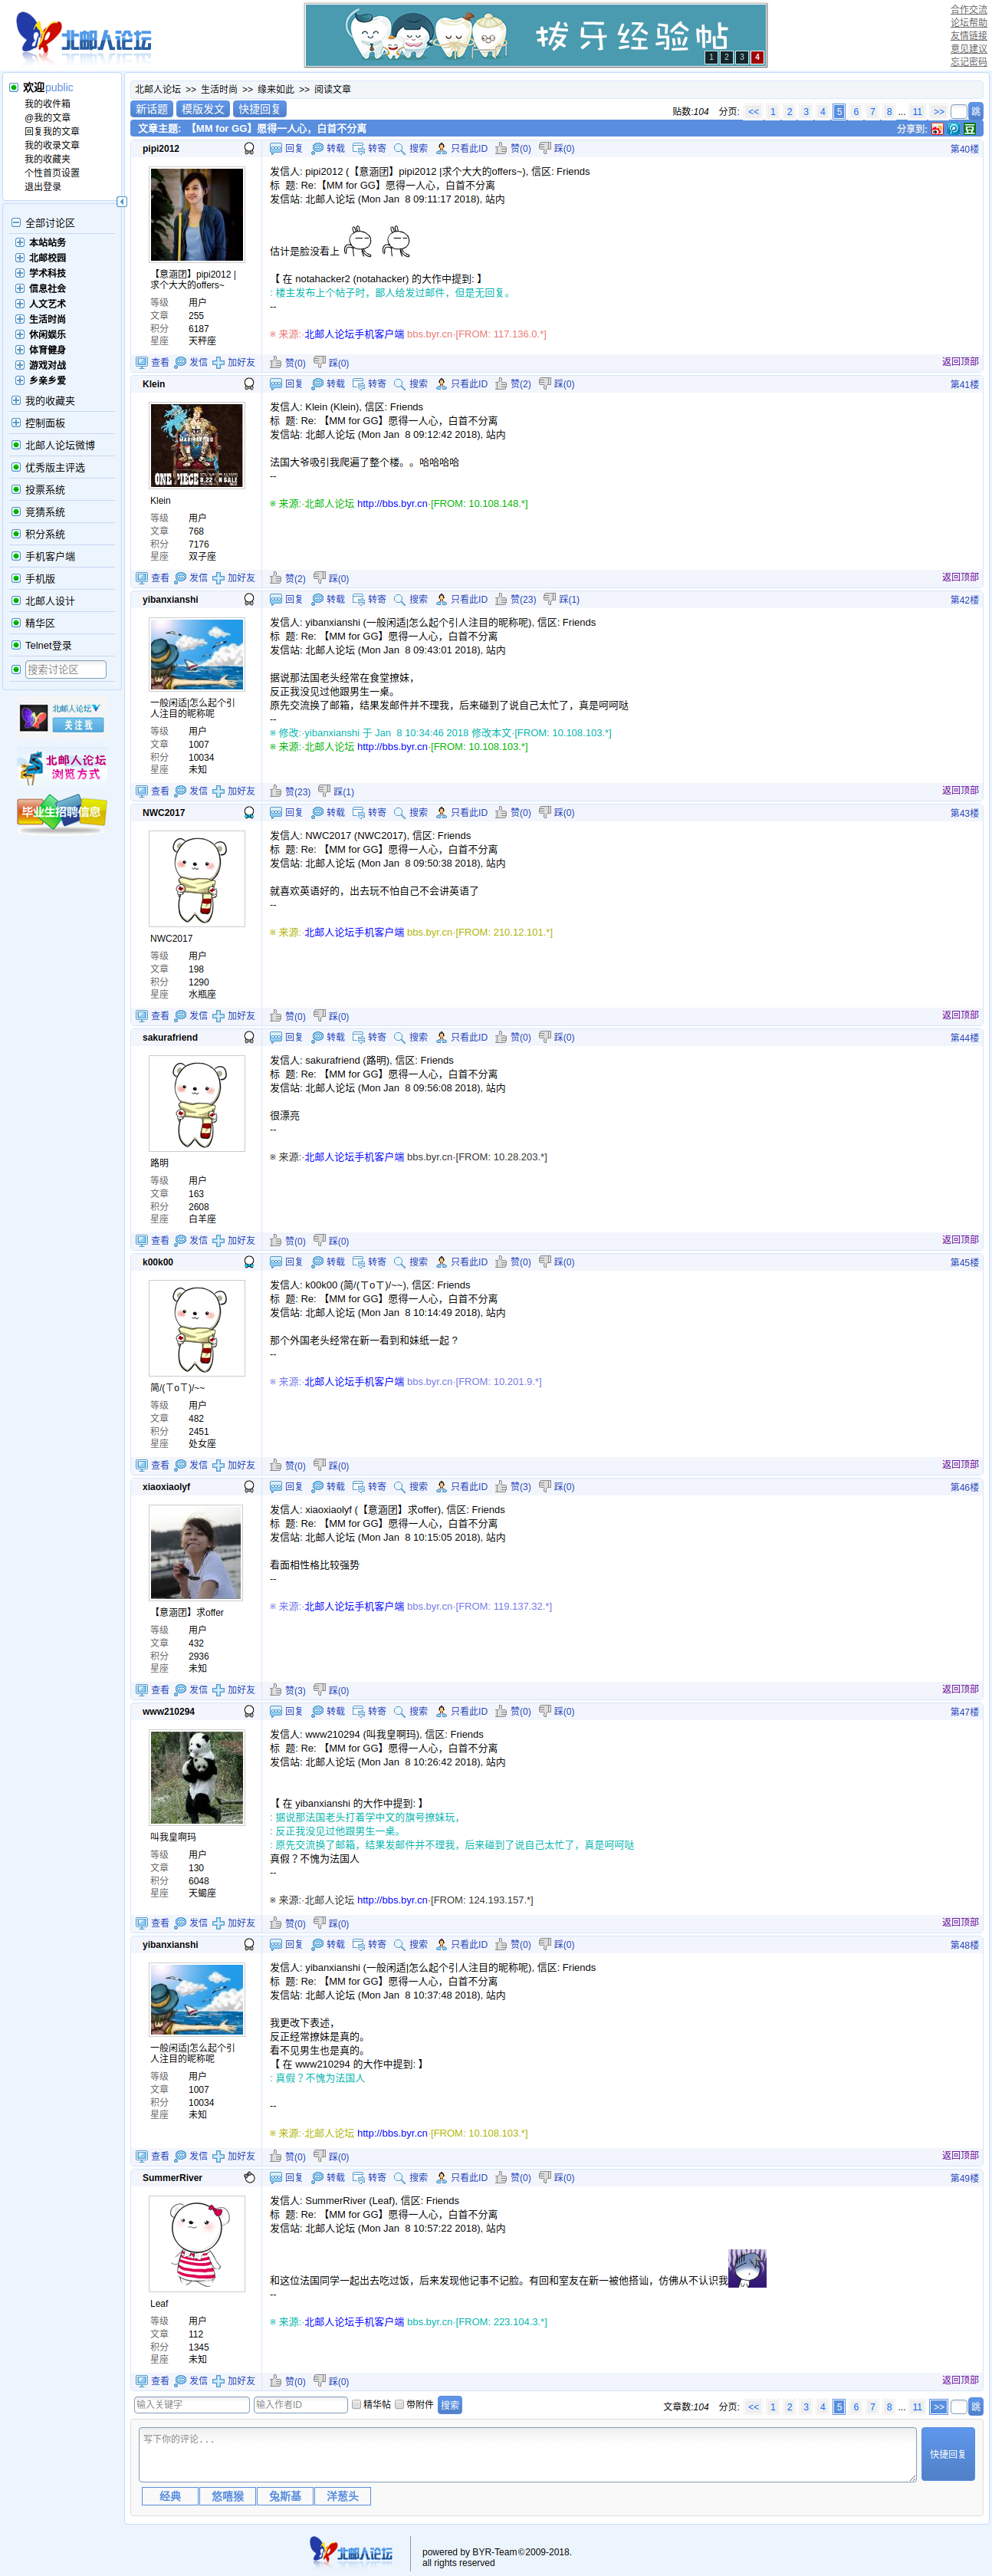 北邮人论坛
拔牙经验帖
1 2 3 4
合作交流
论坛帮助
友情链接
意见建议
忘记密码
欢迎public
我的收件箱
@我的文章
回复我的文章
我的收录文章
我的收藏夹
个性首页设置
退出登录
全部讨论区
本站站务
北邮校园
学术科技
信息社会
人文艺术
生活时尚
休闲娱乐
体育健身
游戏对战
乡亲乡爱
我的收藏夹
控制面板
北邮人论坛微博
优秀版主评选
投票系统
竞猜系统
积分系统
手机客户端
手机版
北邮人设计
精华区
Telnet登录
搜索讨论区
北邮人论坛
关注我
北邮人论坛
浏览方式
毕业生招聘信息
北邮人论坛 >> 生活时尚 >> 缘来如此 >> 阅读文章
新话题 模版发文 快捷回复
贴数:104 分页: << 1 2 3 4 5 6 7 8 ... 11 >> 跳
文章主题: 【MM for GG】愿得一人心，白首不分离
分享到:
pipi2012
回复 转载 转寄 搜索 只看此ID 赞(0) 踩(0) 第40楼
【意涵团】pipi2012 |
求个大大的offers~
等级 用户
文章 255
积分 6187
星座 天秤座
发信人: pipi2012 (【意涵团】pipi2012 |求个大大的offers~), 信区: Friends
标  题: Re:【MM for GG】愿得一人心，白首不分离
发信站: 北邮人论坛 (Mon Jan  8 09:11:17 2018), 站内
估计是脸没看上
【 在 notahacker2 (notahacker) 的大作中提到: 】
: 楼主发布上个帖子时，鄙人给发过邮件，但是无回复。
--
※ 来源:·北邮人论坛手机客户端 bbs.byr.cn·[FROM: 117.136.0.*]
查看 发信 加好友 赞(0) 踩(0) 返回顶部
Klein
回复 转载 转寄 搜索 只看此ID 赞(2) 踩(0) 第41楼
ONE PIECE
Klein
等级 用户
文章 768
积分 7176
星座 双子座
发信人: Klein (Klein), 信区: Friends
标  题: Re: 【MM for GG】愿得一人心，白首不分离
发信站: 北邮人论坛 (Mon Jan  8 09:12:42 2018), 站内
法国大爷吸引我爬遍了整个楼。。哈哈哈哈
--
※ 来源:·北邮人论坛 http://bbs.byr.cn·[FROM: 10.108.148.*]
查看 发信 加好友 赞(2) 踩(0) 返回顶部
yibanxianshi
回复 转载 转寄 搜索 只看此ID 赞(23) 踩(1) 第42楼
一般闲适|怎么起个引
人注目的昵称呢
等级 用户
文章 1007
积分 10034
星座 未知
发信人: yibanxianshi (一般闲适|怎么起个引人注目的昵称呢), 信区: Friends
标  题: Re: 【MM for GG】愿得一人心，白首不分离
发信站: 北邮人论坛 (Mon Jan  8 09:43:01 2018), 站内
据说那法国老头经常在食堂撩妹，
反正我没见过他跟男生一桌。
原先交流换了邮箱，结果发邮件并不理我，后来碰到了说自己太忙了，真是呵呵哒
--
※ 修改:·yibanxianshi 于 Jan  8 10:34:46 2018 修改本文·[FROM: 10.108.103.*]
※ 来源:·北邮人论坛 http://bbs.byr.cn·[FROM: 10.108.103.*]
查看 发信 加好友 赞(23) 踩(1) 返回顶部
NWC2017
回复 转载 转寄 搜索 只看此ID 赞(0) 踩(0) 第43楼
NWC2017
等级 用户
文章 198
积分 1290
星座 水瓶座
发信人: NWC2017 (NWC2017), 信区: Friends
标  题: Re: 【MM for GG】愿得一人心，白首不分离
发信站: 北邮人论坛 (Mon Jan  8 09:50:38 2018), 站内
就喜欢英语好的，出去玩不怕自己不会讲英语了
--
※ 来源:·北邮人论坛手机客户端 bbs.byr.cn·[FROM: 210.12.101.*]
查看 发信 加好友 赞(0) 踩(0) 返回顶部
sakurafriend
回复 转载 转寄 搜索 只看此ID 赞(0) 踩(0) 第44楼
路明
等级 用户
文章 163
积分 2608
星座 白羊座
发信人: sakurafriend (路明), 信区: Friends
标  题: Re: 【MM for GG】愿得一人心，白首不分离
发信站: 北邮人论坛 (Mon Jan  8 09:56:08 2018), 站内
很漂亮
--
※ 来源:·北邮人论坛手机客户端 bbs.byr.cn·[FROM: 10.28.203.*]
查看 发信 加好友 赞(0) 踩(0) 返回顶部
k00k00
回复 转载 转寄 搜索 只看此ID 赞(0) 踩(0) 第45楼
简/(ㄒoㄒ)/~~
等级 用户
文章 482
积分 2451
星座 处女座
发信人: k00k00 (简/(ㄒoㄒ)/~~), 信区: Friends
标  题: Re: 【MM for GG】愿得一人心，白首不分离
发信站: 北邮人论坛 (Mon Jan  8 10:14:49 2018), 站内
那个外国老头经常在新一看到和妹纸一起？
--
※ 来源:·北邮人论坛手机客户端 bbs.byr.cn·[FROM: 10.201.9.*]
查看 发信 加好友 赞(0) 踩(0) 返回顶部
xiaoxiaolyf
回复 转载 转寄 搜索 只看此ID 赞(3) 踩(0) 第46楼
【意涵团】求offer
等级 用户
文章 432
积分 2936
星座 未知
发信人: xiaoxiaolyf (【意涵团】求offer), 信区: Friends
标  题: Re: 【MM for GG】愿得一人心，白首不分离
发信站: 北邮人论坛 (Mon Jan  8 10:15:05 2018), 站内
看面相性格比较强势
--
※ 来源:·北邮人论坛手机客户端 bbs.byr.cn·[FROM: 119.137.32.*]
查看 发信 加好友 赞(3) 踩(0) 返回顶部
www210294
回复 转载 转寄 搜索 只看此ID 赞(0) 踩(0) 第47楼
叫我皇啊玛
等级 用户
文章 130
积分 6048
星座 天蝎座
发信人: www210294 (叫我皇啊玛), 信区: Friends
标  题: Re: 【MM for GG】愿得一人心，白首不分离
发信站: 北邮人论坛 (Mon Jan  8 10:26:42 2018), 站内
【 在 yibanxianshi 的大作中提到: 】
: 据说那法国老头打着学中文的旗号撩妹玩，
: 反正我没见过他跟男生一桌。
: 原先交流换了邮箱，结果发邮件并不理我，后来碰到了说自己太忙了，真是呵呵哒
真假？不愧为法国人
--
※ 来源:·北邮人论坛 http://bbs.byr.cn·[FROM: 124.193.157.*]
查看 发信 加好友 赞(0) 踩(0) 返回顶部
yibanxianshi
回复 转载 转寄 搜索 只看此ID 赞(0) 踩(0) 第48楼
一般闲适|怎么起个引
人注目的昵称呢
等级 用户
文章 1007
积分 10034
星座 未知
发信人: yibanxianshi (一般闲适|怎么起个引人注目的昵称呢), 信区: Friends
标  题: Re: 【MM for GG】愿得一人心，白首不分离
发信站: 北邮人论坛 (Mon Jan  8 10:37:48 2018), 站内
我更改下表述，
反正经常撩妹是真的。
看不见男生也是真的。
【 在 www210294 的大作中提到: 】
: 真假？不愧为法国人
--
※ 来源:·北邮人论坛 http://bbs.byr.cn·[FROM: 10.108.103.*]
查看 发信 加好友 赞(0) 踩(0) 返回顶部
SummerRiver
回复 转载 转寄 搜索 只看此ID 赞(0) 踩(0) 第49楼
Leaf
等级 用户
文章 112
积分 1345
星座 未知
发信人: SummerRiver (Leaf), 信区: Friends
标  题: Re: 【MM for GG】愿得一人心，白首不分离
发信站: 北邮人论坛 (Mon Jan  8 10:57:22 2018), 站内
和这位法国同学一起出去吃过饭，后来发现他记事不记脸。有回和室友在新一被他搭讪，仿佛从不认识我
--
※ 来源:·北邮人论坛手机客户端 bbs.byr.cn·[FROM: 223.104.3.*]
查看 发信 加好友 赞(0) 踩(0) 返回顶部
输入关键字 输入作者ID 精华帖 带附件 搜索
文章数:104 分页: << 1 2 3 4 5 6 7 8 ... 11 >> 跳
写下你的评论...
快捷回复
经典 悠嘻猴 兔斯基 洋葱头
北邮人论坛
powered by BYR-Team©2009-2018.
all rights reserved